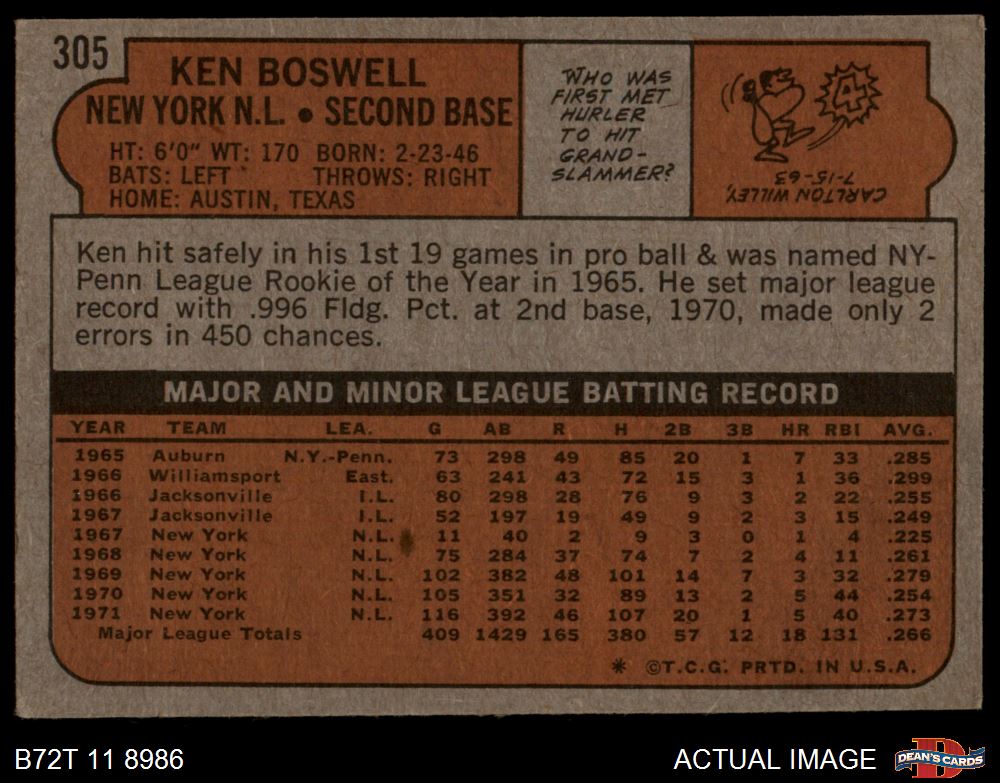 305
KEN BOSWELL
NEW YORK N.L. • SECOND BASE
HT: 6'0" WT: 170 BORN: 2-23-46
BATS: LEFT THROWS: RIGHT
HOME: AUSTIN, TEXAS
WHO WAS
FIRST MET
HURLER
TO HIT
GRAND-
SLAMMER?
4
CARLTON WILLEY,
7-15-63
Ken hit safely in his 1st 19 games in pro ball & was named NY-
Penn League Rookie of the Year in 1965. He set major league
record with .996 Fldg. Pct. at 2nd base, 1970, made only 2
errors in 450 chances.
MAJOR AND MINOR LEAGUE BATTING RECORD
YEAR TEAM LEA. G AB R H 2B 3B HR RBI AVG.
1965 Auburn N.Y.-Penn. 73 298 49 85 20 1 7 33 .285
1966 Williamsport East. 63 241 43 72 15 3 1 36 .299
1966 Jacksonville I.L. 80 298 28 76 9 3 2 22 .255
1967 Jacksonville I.L. 52 197 19 49 9 2 3 15 .249
1967 New York N.L. 11 40 2 9 3 0 1 4 .225
1968 New York N.L. 75 284 37 74 7 2 4 11 .261
1969 New York N.L. 102 382 48 101 14 7 3 32 .279
1970 New York N.L. 105 351 32 89 13 2 5 44 .254
1971 New York N.L. 116 392 46 107 20 1 5 40 .273
Major League Totals 409 1429 165 380 57 12 18 131 .266
* ©T.C.G. PRTD. IN U.S.A.
B72T 11 8986
ACTUAL IMAGE
D
DEAN'S CARDS